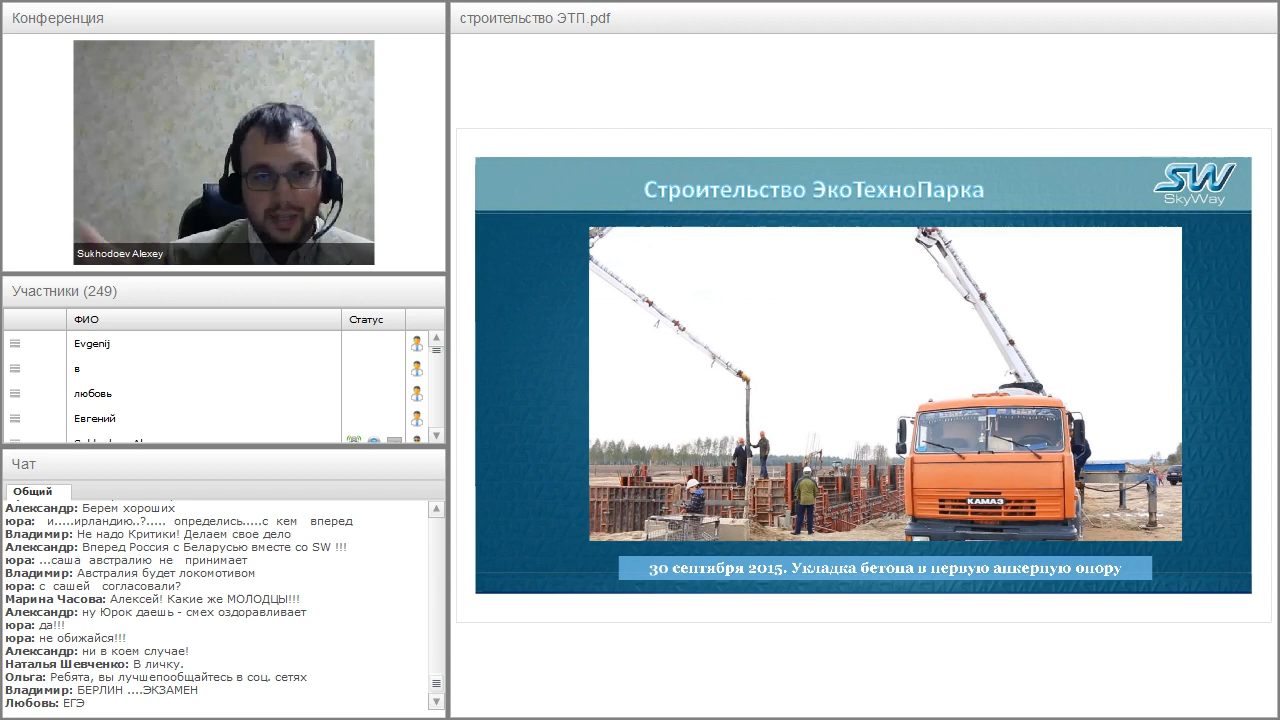 Конференция
Sukhodoev Alexey
Участники (249)
ФИО
Статус
Evgenij
в
любовь
Евгений
Чат
Общий
Александр: Берем хороших
юра: и.....ирландию..?..... определись.....с кем вперед
Владимир: Не надо Критики! Делаем свое дело
Александр: Вперед Россия с Беларусью вместе со SW !!!
юра: ...саша австралию не принимает
Владимир: Австралия будет локомотивом
юра: с сашей согласовали?
Марина Часова: Алексей! Какие же МОЛОДЦЫ!!!
Александр: ну Юрок даешь - смех оздоравливает
юра: да!!!
юра: не обижайся!!!
Александр: ни в коем случае!
Наталья Шевченко: В личку.
Ольга: Ребята, вы лучшепообщайтесь в соц. сетях
Владимир: БЕРЛИН ....ЭКЗАМЕН
Любовь: ЕГЭ
строительство ЭТП.pdf
Строительство ЭкоТехноПарка
SW
SkyWay
КАМАЗ
30 сентября 2015. Укладка бетона в первую анкерную опору